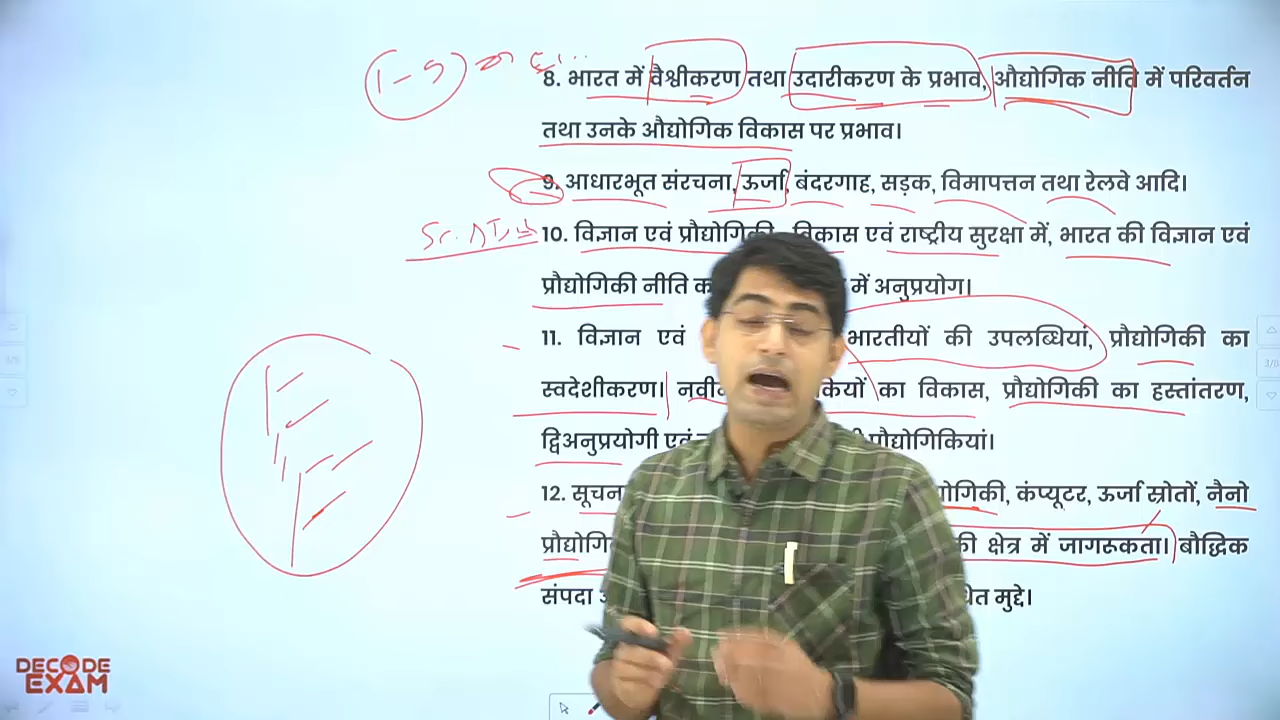 8. भारत में वैश्वीकरण तथा उदारीकरण के प्रभाव, औद्योगिक नीति में परिवर्तन
तथा उनके औद्योगिक विकास पर प्रभाव।
9. आधारभूत संरचना, ऊर्जा, बंदरगाह, सड़क, विमापत्तन तथा रेलवे आदि।
10. विज्ञान एवं प्रौद्योगिकी विकास एवं राष्ट्रीय सुरक्षा में, भारत की विज्ञान एवं
प्रौद्योगिकी नीति में अनुप्रयोग।
11. विज्ञान एवं भारतीयों की उपलब्धियां, प्रौद्योगिकी का
स्वदेशीकरण। का विकास, प्रौद्योगिकी का हस्तांतरण,
द्विअनुप्रयोगी एवं प्रौद्योगिकियां।
12. कंप्यूटर, ऊर्जा स्रोतों, नैनो
क्षेत्र में जागरूकता। बौद्धिक
संपदा मुद्दे।
DECODE
EXAM